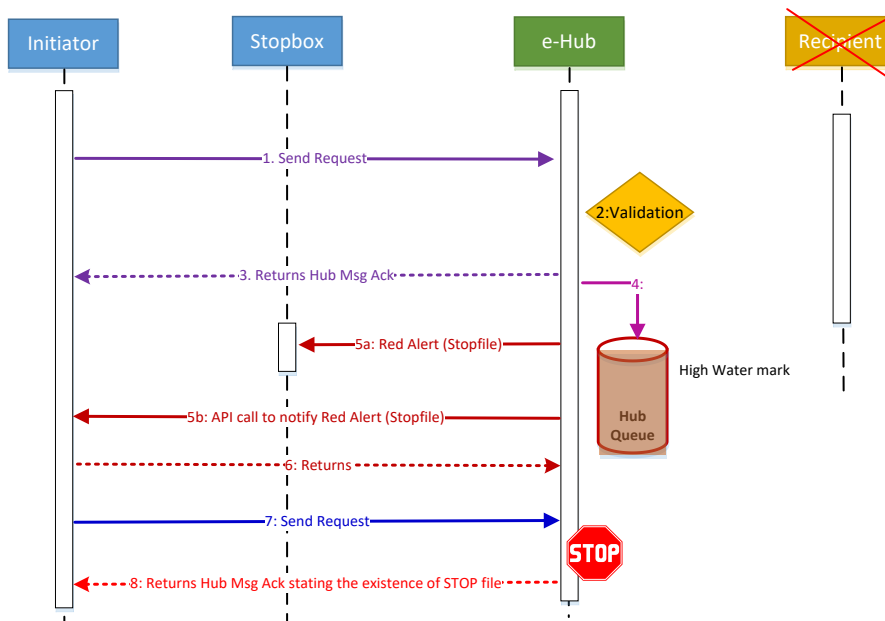 Initiator
Stopbox
e-Hub
Recipient
1. Send Request
2:Validation
3. Returns Hub Msg Ack
4:
5a: Red Alert (Stopfile)
High Water mark
5b: API call to notify Red Alert (Stopfile)
Hub
Queue
6: Returns
7: Send Request
STOP
8: Returns Hub Msg Ack stating the existence of STOP file